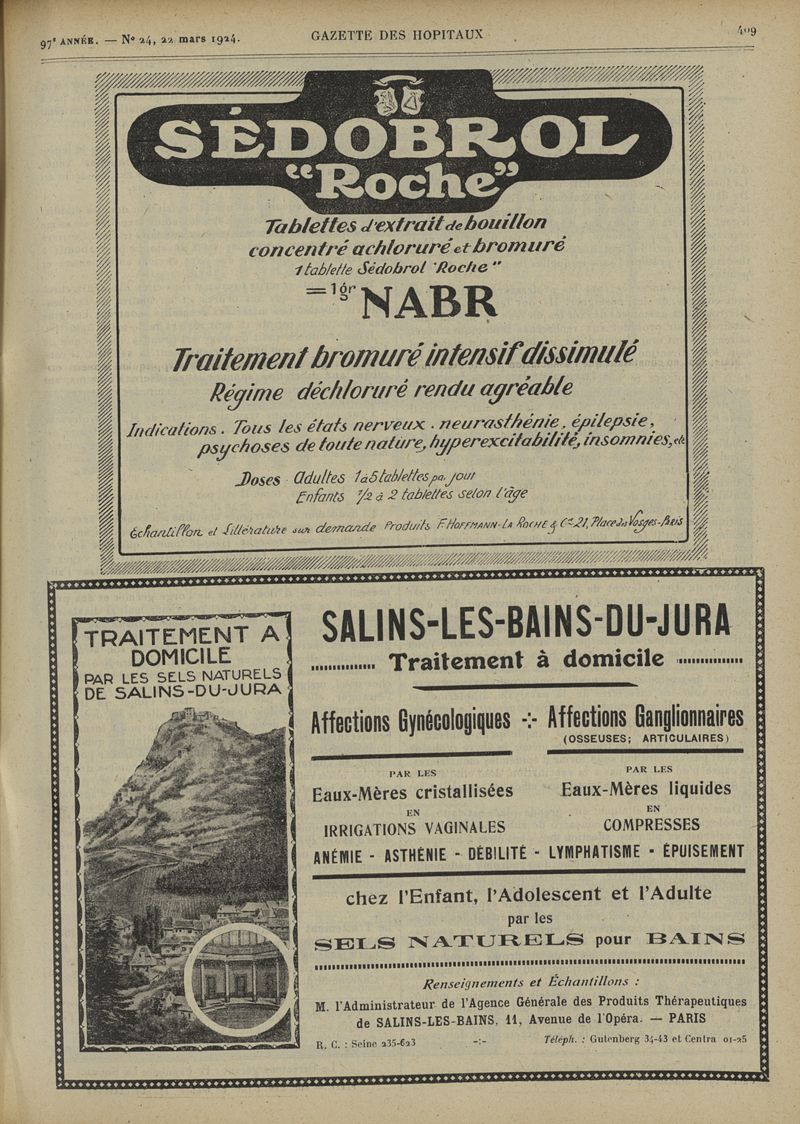 97e ANNÉE. — No 24, 22 mars 1924.
GAZETTE DES HOPITAUX
409
SÉDOBROL
"Roche"
Tablettes d'extrait de bouillon
concentré achloruré et bromuré
1 tablette Sédobrol "Roche"
= 1gr NABR
Traitement bromuré intensif dissimulé
Régime déchloruré rendu agréable
Indications. Tous les états nerveux. neurasthénie, épilepsie,
psychoses de toute nature, hyperexcitabilité, insomnies, etc
Doses - Adultes 1 à 5 tablettes par jour
Enfants 1/2 à 2 tablettes selon l'âge
Échantillon et Littérature sur demande Produits F. HOFFMANN-LA ROCHE & Cie 21, Place des Vosges-Paris
TRAITEMENT A
DOMICILE
PAR LES SELS NATURELS
DE SALINS-DU-JURA
SALINS-LES-BAINS-DU-JURA
Traitement à domicile
Affections Gynécologiques -:- Affections Ganglionnaires
(OSSEUSES; ARTICULAIRES)
PAR LES
Eaux-Mères cristallisées
EN
IRRIGATIONS VAGINALES
PAR LES
Eaux-Mères liquides
EN
COMPRESSES
ANÉMIE - ASTHÉNIE - DÉBILITÉ - LYMPHATISME - ÉPUISEMENT
chez l'Enfant, l'Adolescent et l'Adulte
par les
SELS NATURELS pour BAINS
Renseignements et Échantillons :
M. l'Administrateur de l'Agence Générale des Produits Thérapeutiques
de SALINS-LES-BAINS, 11, Avenue de l'Opéra. — PARIS
R. C. : Seine 235-623 -:- Téléph. : Gutenberg 34-43 et Centra 01-25